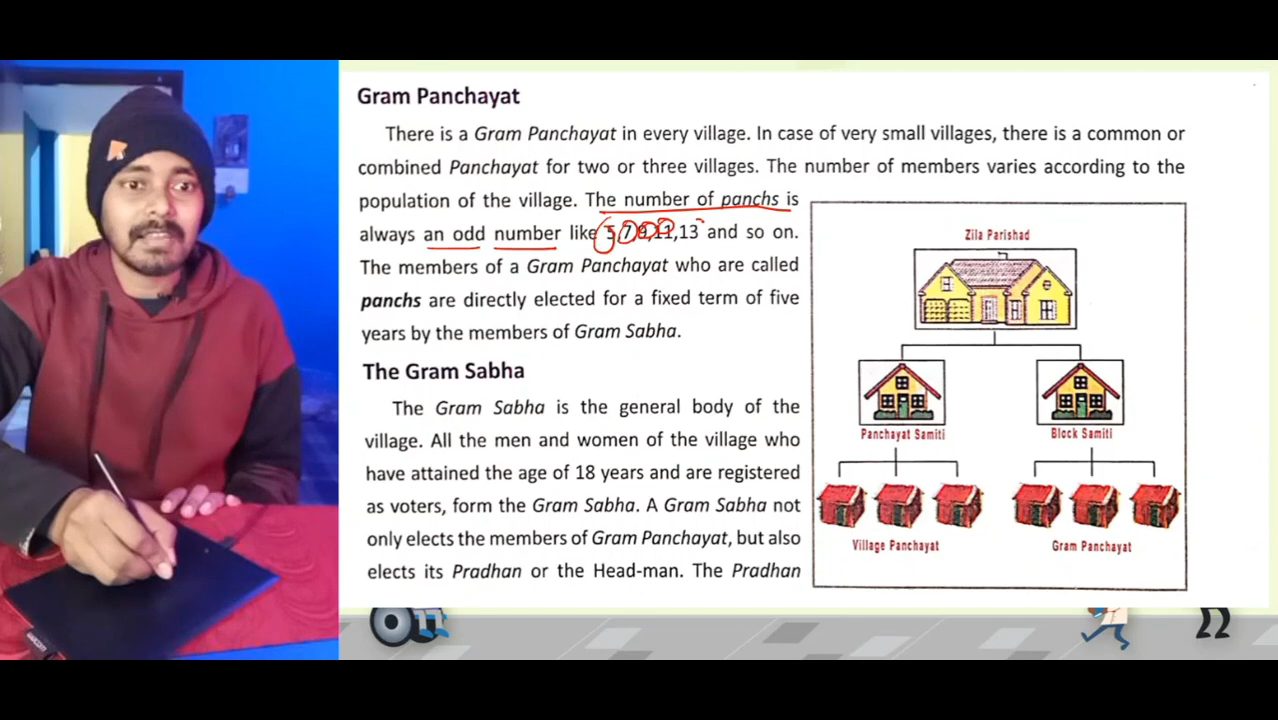 Gram Panchayat
There is a Gram Panchayat in every village. In case of very small villages, there is a common or
combined Panchayat for two or three villages. The number of members varies according to the
population of the village. The number of panchs is
always an odd number like 5,7,9,11,13 and so on.
The members of a Gram Panchayat who are called
panchs are directly elected for a fixed term of five
years by the members of Gram Sabha.
The Gram Sabha
The Gram Sabha is the general body of the
village. All the men and women of the village who
have attained the age of 18 years and are registered
as voters, form the Gram Sabha. A Gram Sabha not
only elects the members of Gram Panchayat, but also
elects its Pradhan or the Head-man. The Pradhan
Zila Parishad
Panchayat Samiti
Block Samiti
Village Panchayat
Gram Panchayat